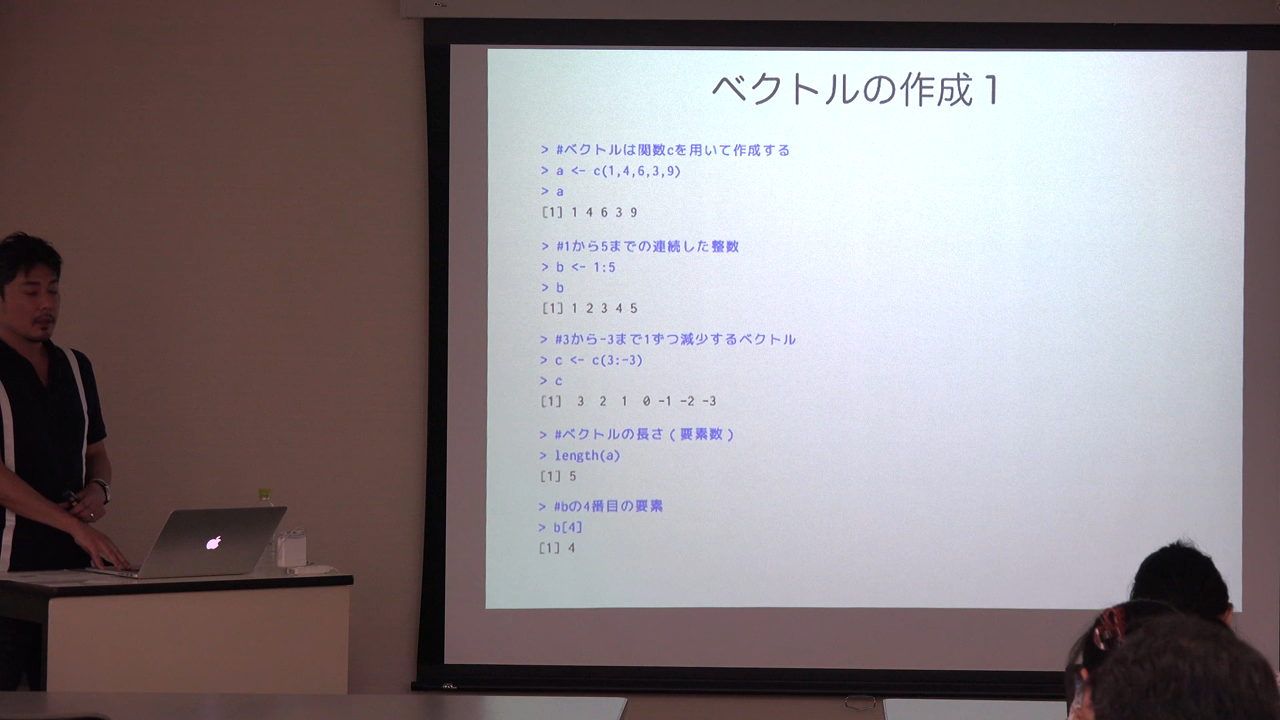 ベクトルの作成1
> #ベクトルは関数cを用いて作成する
> a <- c(1,4,6,3,9)
> a
[1] 1 4 6 3 9
> #1から5までの連続した整数
> b <- 1:5
> b
[1] 1 2 3 4 5
> #3から-3まで1ずつ減少するベクトル
> c <- c(3:-3)
> c
[1]  3  2  1  0 -1 -2 -3
> #ベクトルの長さ(要素数)
> length(a)
[1] 5
> #bの4番目の要素
> b[4]
[1] 4